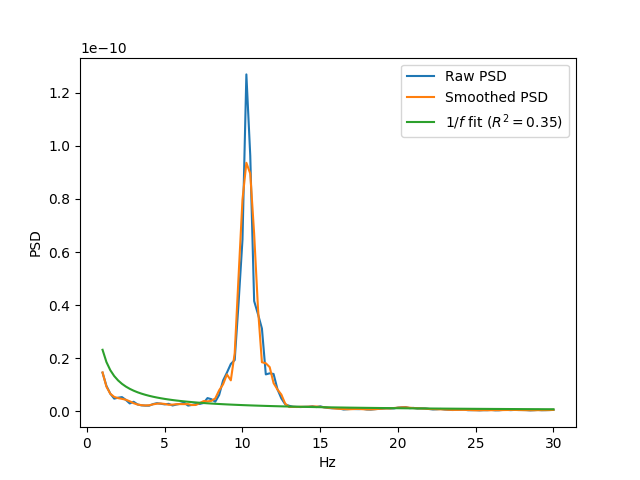 1e−10
Raw PSD
Smoothed PSD
1/f fit (R² = 0.35)
1.2
1.0
0.8
0.6
0.4
0.2
0.0
PSD
0 5 10 15 20 25 30
Hz